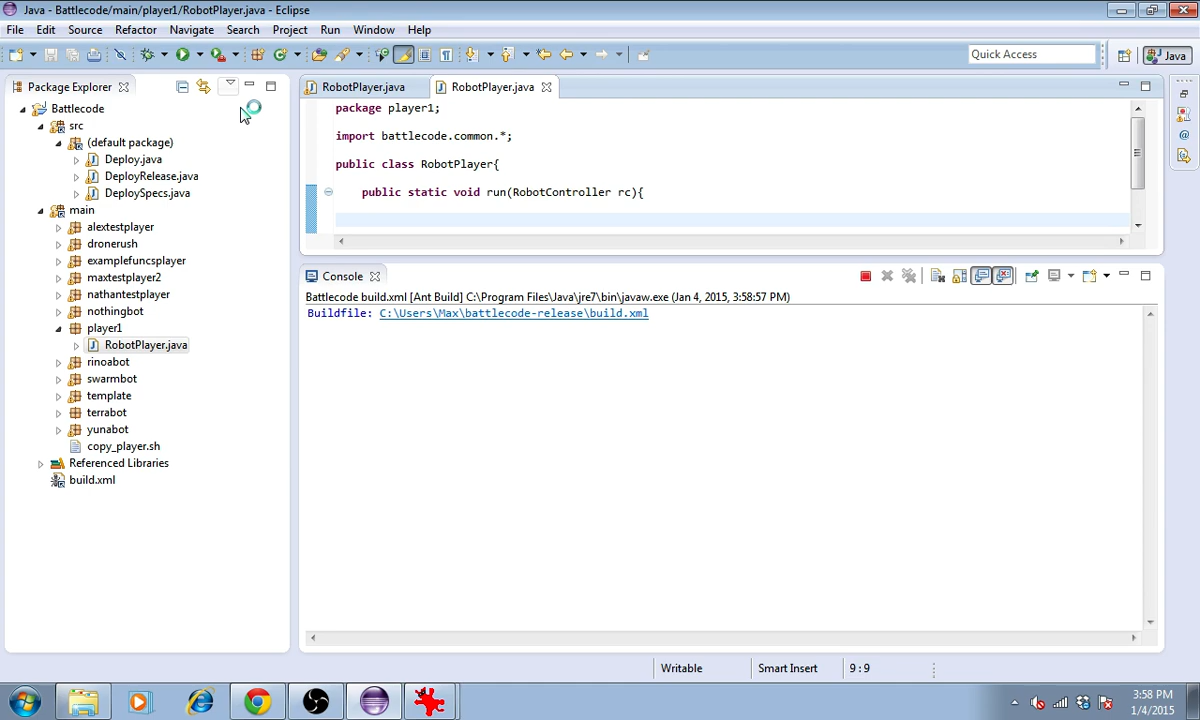 Java - Battlecode/main/player1/RobotPlayer.java - Eclipse
File Edit Source Refactor Navigate Search Project Run Window Help
Quick Access
Java
Package Explorer
RobotPlayer.java
RobotPlayer.java
Battlecode
src
(default package)
Deploy.java
DeployRelease.java
DeploySpecs.java
main
alextestplayer
dronerush
examplefuncsplayer
maxtestplayer2
nathantestplayer
nothingbot
player1
RobotPlayer.java
rinoabot
swarmbot
template
terrabot
yunabot
copy_player.sh
Referenced Libraries
build.xml
package player1;
import battlecode.common.*;
public class RobotPlayer{
public static void run(RobotController rc){
Console
Battlecode build.xml [Ant Build] C:\Program Files\Java\jre7\bin\javaw.exe (Jan 4, 2015, 3:58:57 PM)
Buildfile: C:\Users\Max\battlecode-release\build.xml
Writable
Smart Insert
9 : 9
3:58 PM
1/4/2015